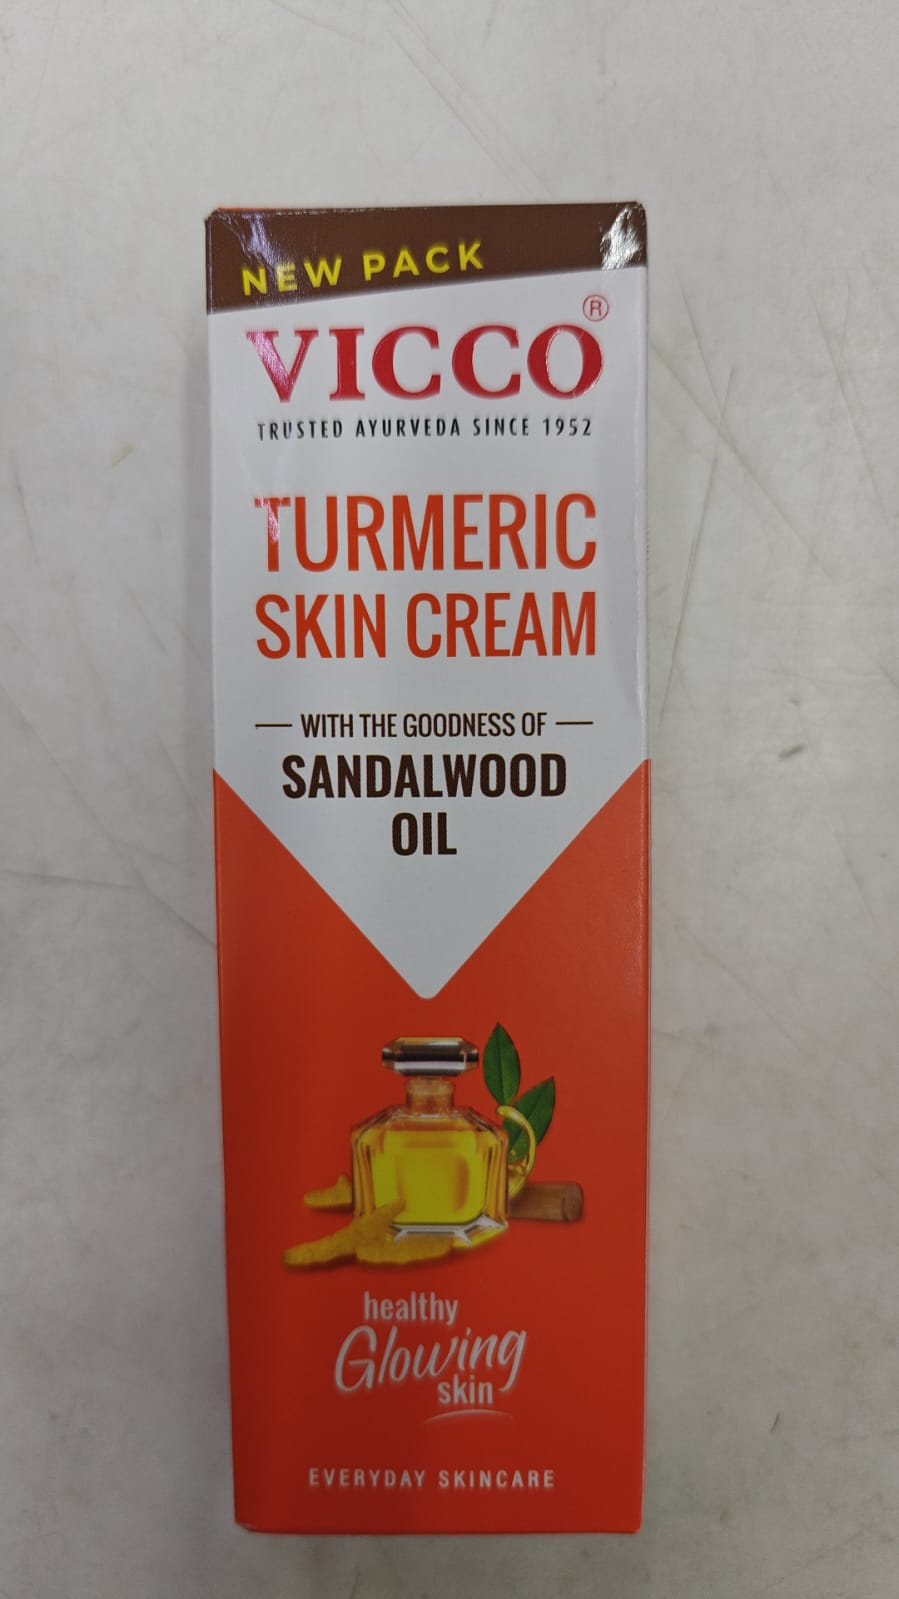 NEW PACK
VICCO®
TRUSTED AYURVEDA SINCE 1952
TURMERIC
SKIN CREAM
WITH THE GOODNESS OF
SANDALWOOD
OIL
healthy
Glowing
skin
EVERYDAY SKINCARE